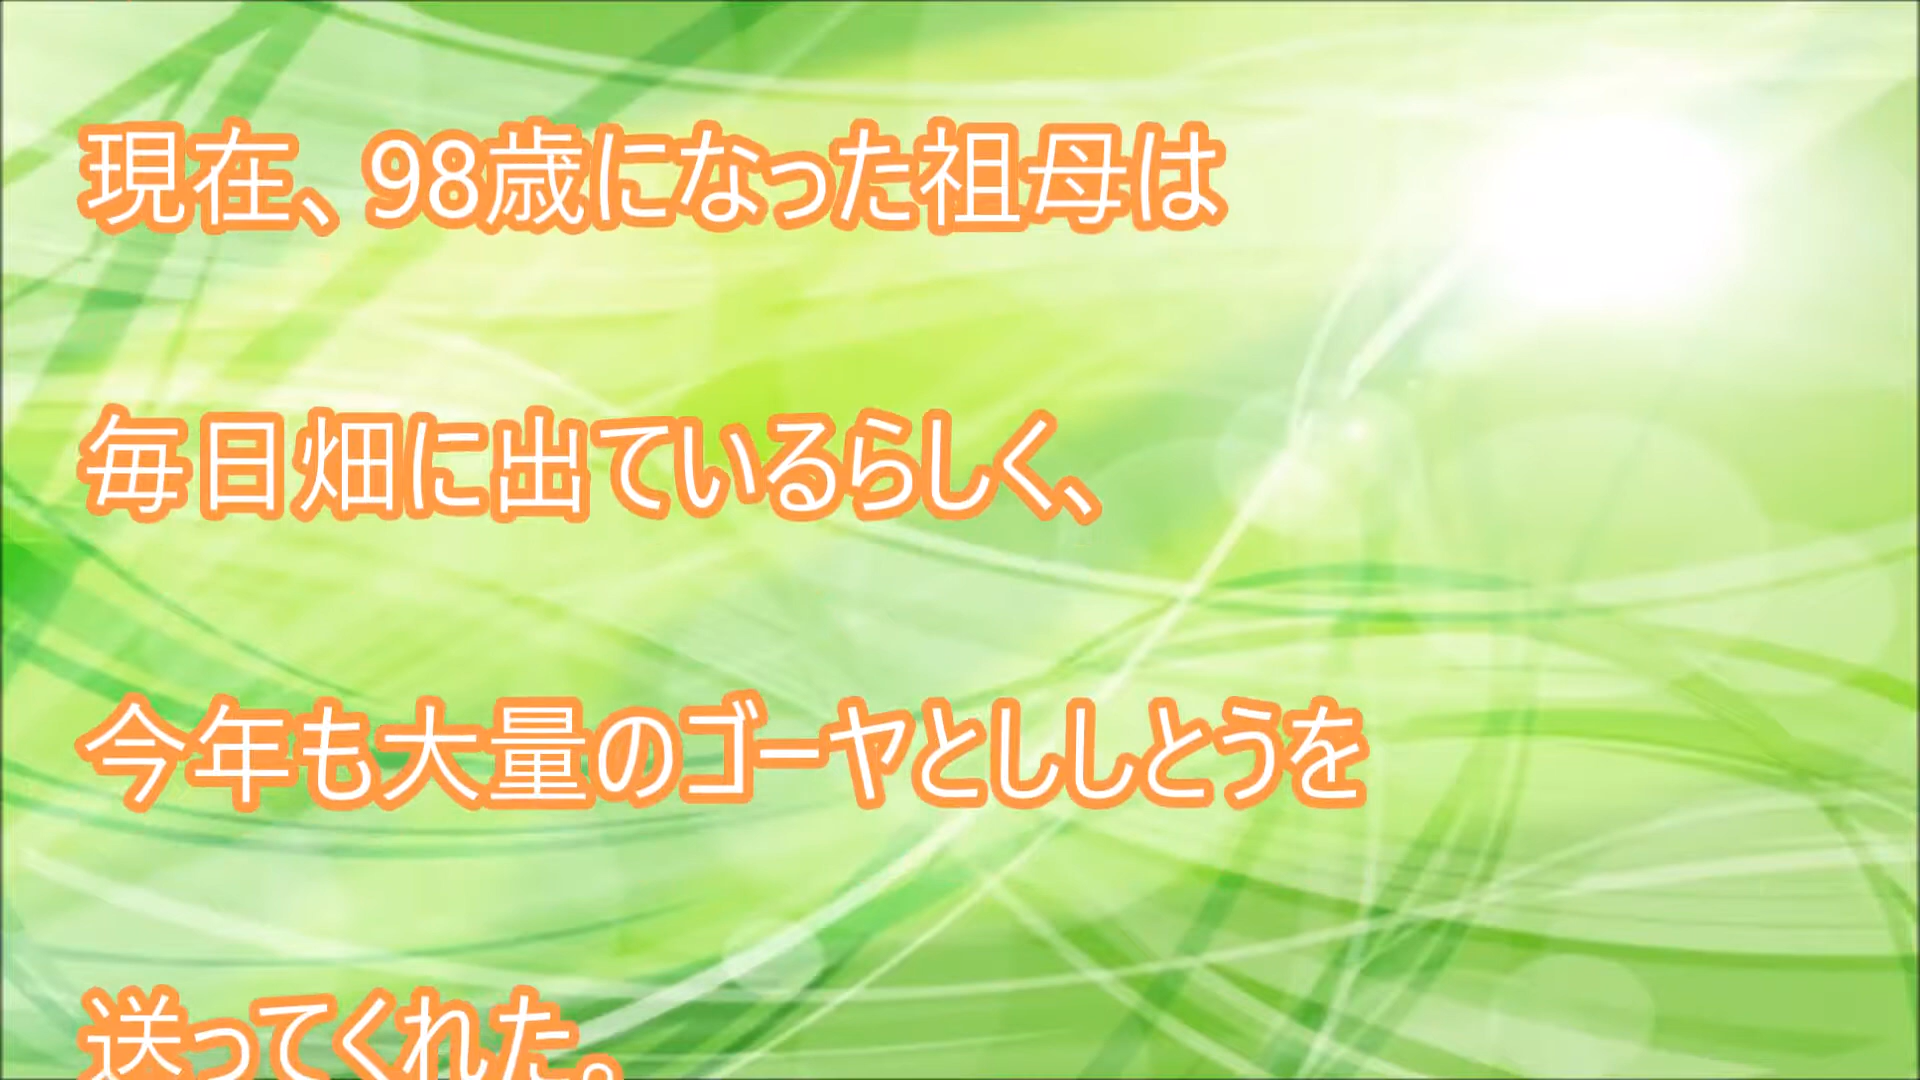 現在、98歳になった祖母は
毎日畑に出ているらしく、
今年も大量のゴーヤとししとうを
送ってくれた。